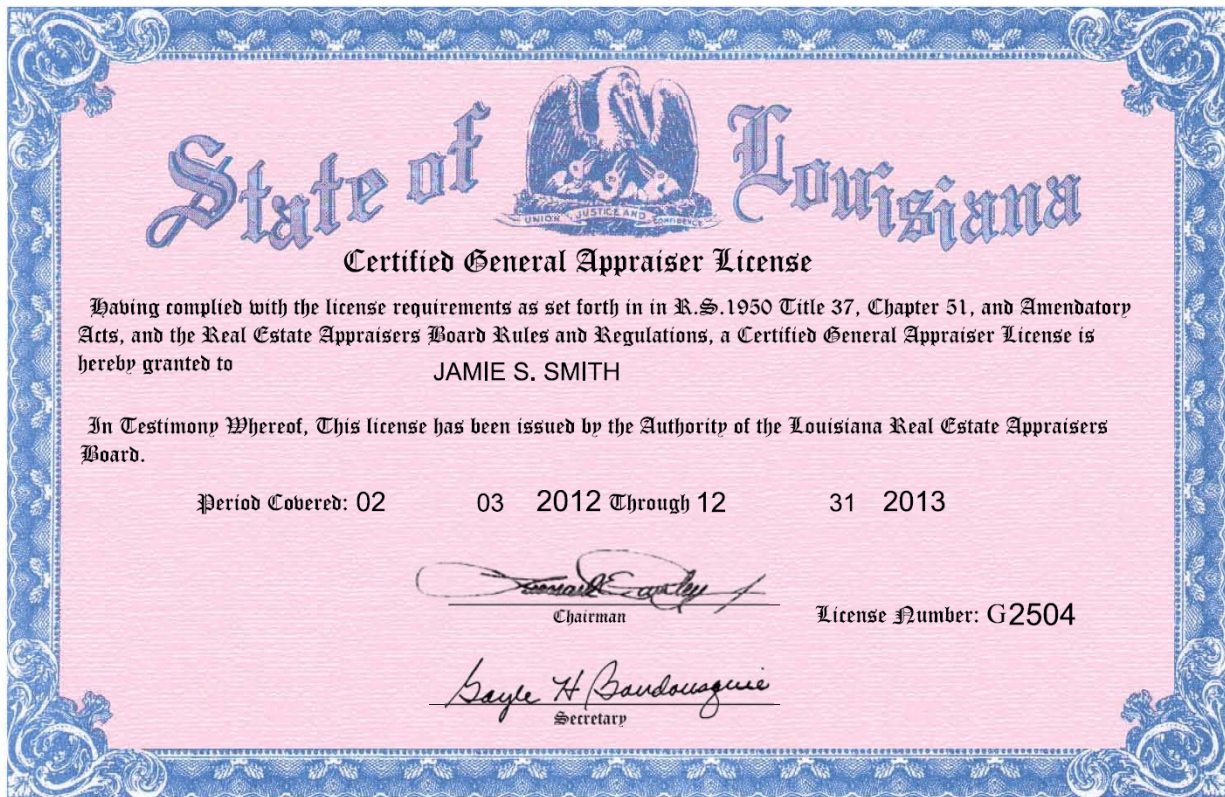 State of Louisiana
UNION JUSTICE AND CONFIDENCE
Certified General Appraiser License
Having complied with the license requirements as set forth in in R.S.1950 Title 37, Chapter 51, and Amendatory
Acts, and the Real Estate Appraisers Board Rules and Regulations, a Certified General Appraiser License is
hereby granted to JAMIE S. SMITH
In Testimony Whereof, This license has been issued by the Authority of the Louisiana Real Estate Appraisers
Board.
Period Covered: 02 03 2012 Through 12 31 2013
Chairman
License Number: G2504
Gayle H
Secretary